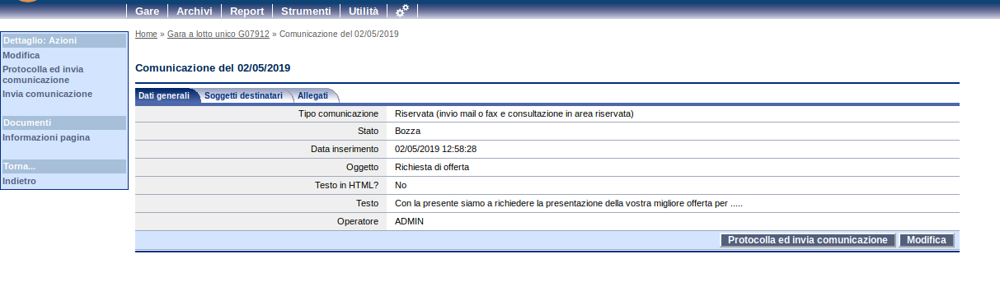 Gare Archivi Report Strumenti Utilità
Home » Gara a lotto unico G07912 » Comunicazione del 02/05/2019
Dettaglio: Azioni
Modifica
Protocolla ed invia
comunicazione
Invia comunicazione
Documenti
Informazioni pagina
Torna...
Indietro
Comunicazione del 02/05/2019
Dati generali Soggetti destinatari Allegati
Tipo comunicazione Riservata (invio mail o fax e consultazione in area riservata)
Stato Bozza
Data inserimento 02/05/2019 12:58:28
Oggetto Richiesta di offerta
Testo in HTML? No
Testo Con la presente siamo a richiedere la presentazione della vostra migliore offerta per .....
Operatore ADMIN
Protocolla ed invia comunicazione Modifica